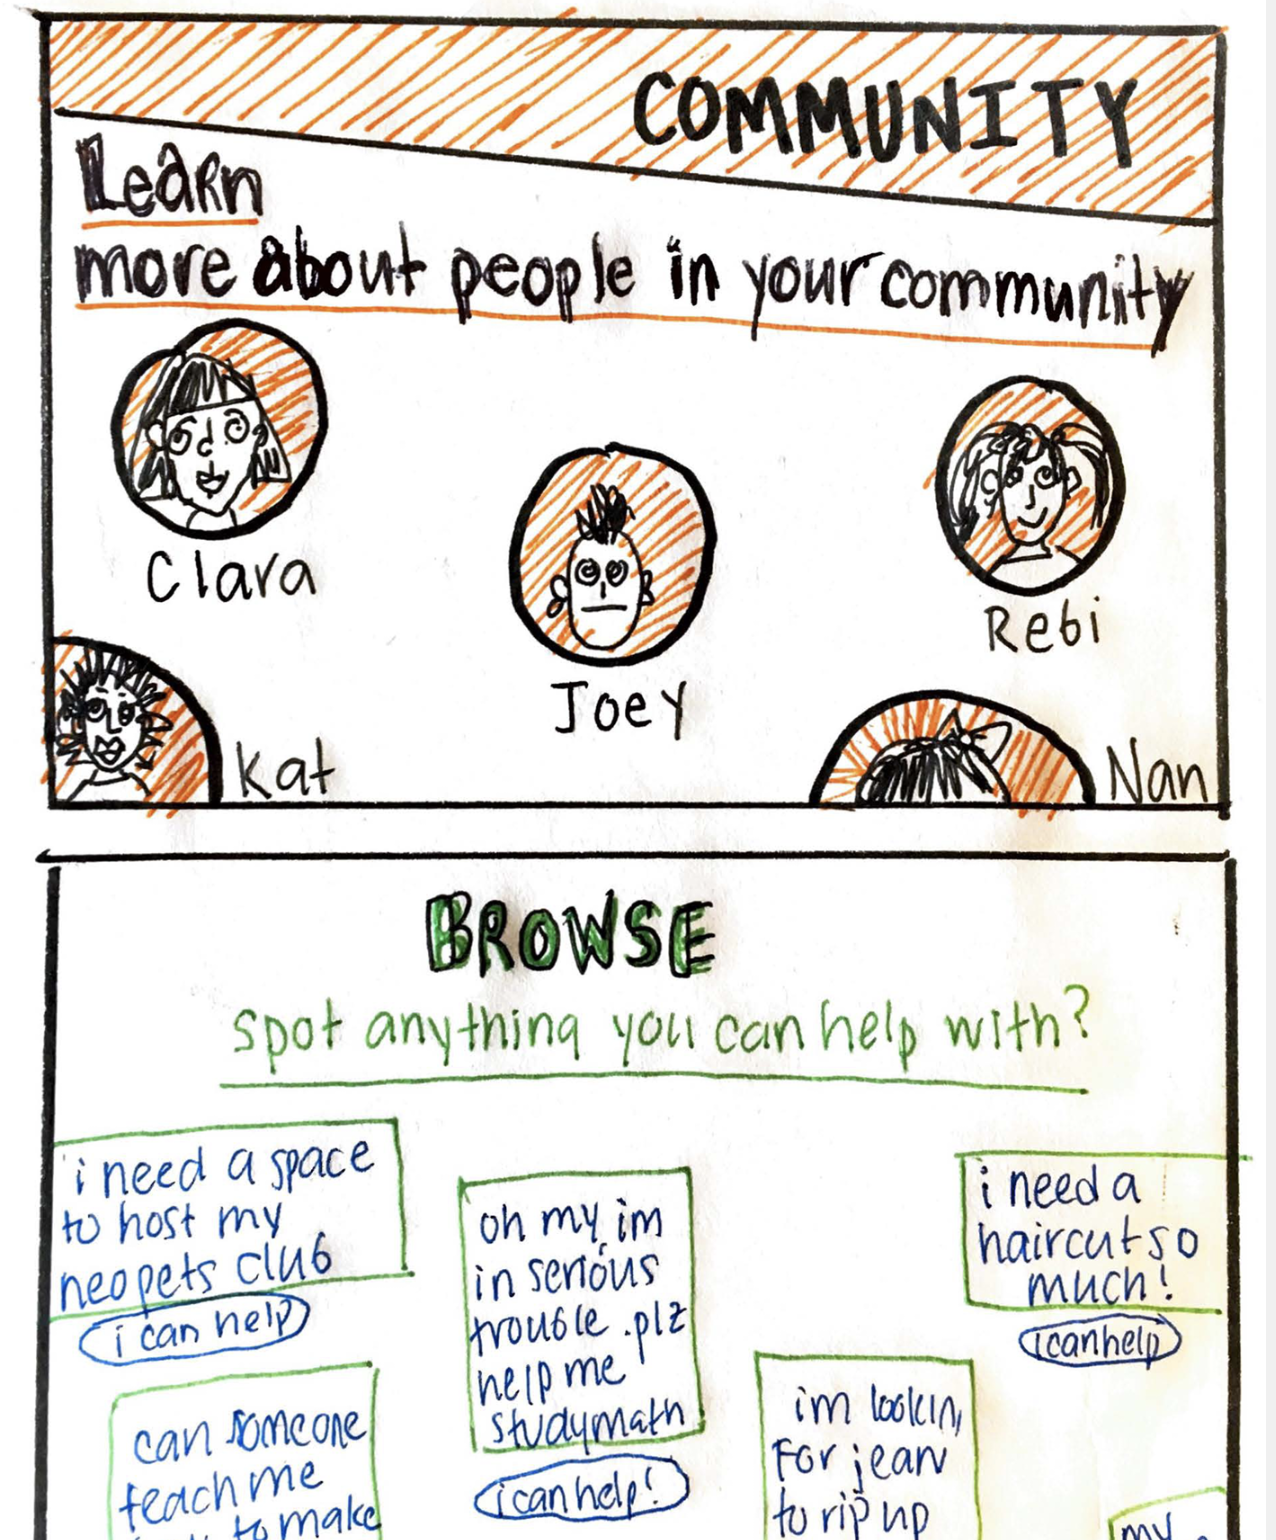 COMMUNITY
Learn
more about people in your community
Clara
Joey
Rebi
Kat
Nan
BROWSE
spot anything you can help with?
i need a space
to host my
neopets club
i can help
oh my im
in serious
trouble .plz
help me
study math
i can help!
i need a
haircut so
much!
i can help
can someone
teach me
to make
im lookin,
For jean
to rip up
my